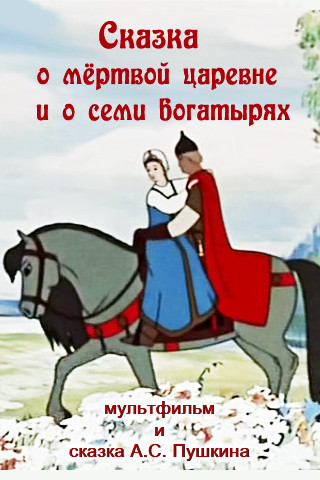 Сказка
о мёртвой царевне
и о семи богатырях
мультфильм
и
сказка А.С. Пушкина